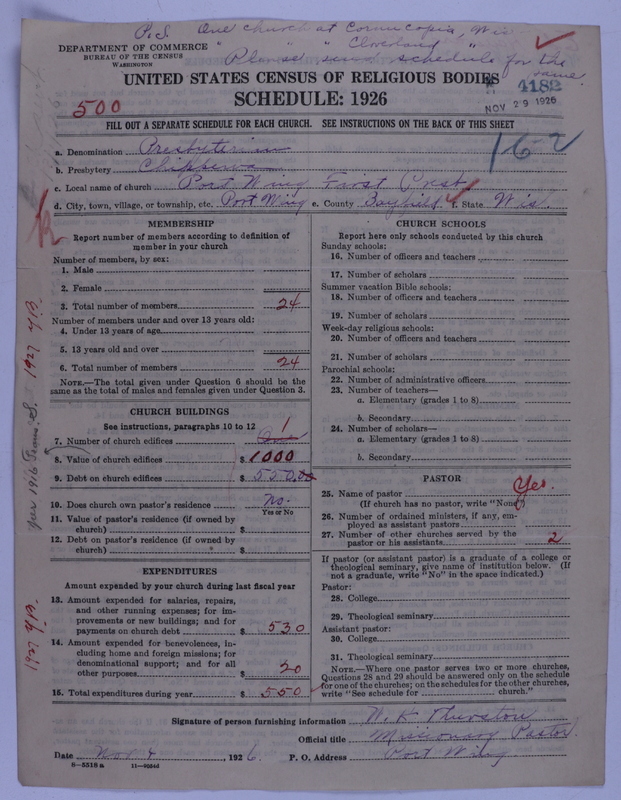 P.S. One church at Cornucopia, Wis.
" " " Cloverland "
Please send schedule for the same
DEPARTMENT OF COMMERCE
BUREAU OF THE CENSUS
WASHINGTON
UNITED STATES CENSUS OF RELIGIOUS BODIES
SCHEDULE: 1926
4182
NOV 29 1926
500
FILL OUT A SEPARATE SCHEDULE FOR EACH CHURCH. SEE INSTRUCTIONS ON THE BACK OF THIS SHEET
162
a. Denomination Presbyterian
b. Presbytery Chippewa
c. Local name of church Port Wing First Pres
d. City, town, village, or township, etc. Port Wing e. County Bayfield f. State Wis.
MEMBERSHIP
Report number of members according to definition of member in your church
Number of members, by sex:
1. Male
2. Female
3. Total number of members 24
Number of members under and over 13 years old:
4. Under 13 years of age
5. 13 years old and over
6. Total number of members 24
NOTE.—The total given under Question 6 should be the same as the total of males and females given under Question 3.
CHURCH BUILDINGS
See instructions, paragraphs 10 to 12
7. Number of church edifices One 1
8. Value of church edifices $ 1000
9. Debt on church edifices $ 550.00
10. Does church own pastor's residence No.
Yes or No
11. Value of pastor's residence (if owned by church) $
12. Debt on pastor's residence (if owned by church) $
EXPENDITURES
Amount expended by your church during last fiscal year
13. Amount expended for salaries, repairs, and other running expenses; for improvements or new buildings; and for payments on church debt $ 530
14. Amount expended for benevolences, including home and foreign missions; for denominational support; and for all other purposes $ 20
15. Total expenditures during year $ 550
CHURCH SCHOOLS
Report here only schools conducted by this church
Sunday schools:
16. Number of officers and teachers
17. Number of scholars
Summer vacation Bible schools:
18. Number of officers and teachers
19. Number of scholars
Week-day religious schools:
20. Number of officers and teachers
21. Number of scholars
Parochial schools:
22. Number of administrative officers
23. Number of teachers—
a. Elementary (grades 1 to 8)
b. Secondary
24. Number of scholars—
a. Elementary (grades 1 to 8)
b. Secondary
PASTOR
25. Name of pastor Yes.
(If church has no pastor, write "None")
26. Number of ordained ministers, if any, employed as assistant pastors
27. Number of other churches served by the pastor or his assistants 2
If pastor (or assistant pastor) is a graduate of a college or theological seminary, give name of institution below. (If not a graduate, write "No" in the space indicated.)
Pastor:
28. College
29. Theological seminary
Assistant pastor:
30. College
31. Theological seminary
NOTE.—Where one pastor serves two or more churches, Questions 28 and 29 should be answered only on the schedule for one of the churches; on the schedules for the other churches, write "See schedule for church."
Signature of person furnishing information W. K. Thurston
Official title Missionary Pastor.
Date Nov 4, 1926. P. O. Address Port Wing
8-5518 a
1927
1927